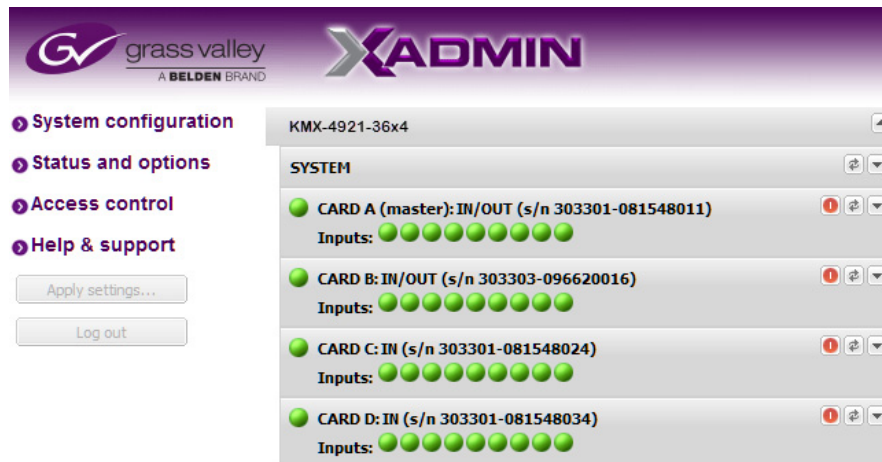 GV grass valley
A BELDEN BRAND
XADMIN
System configuration
Status and options
Access control
Help & support
Apply settings...
Log out
KMX-4921-36x4
SYSTEM
CARD A (master): IN/OUT (s/n 303301-081548011)
Inputs:
CARD B: IN/OUT (s/n 303303-096620016)
Inputs:
CARD C: IN (s/n 303301-081548024)
Inputs:
CARD D: IN (s/n 303301-081548034)
Inputs: